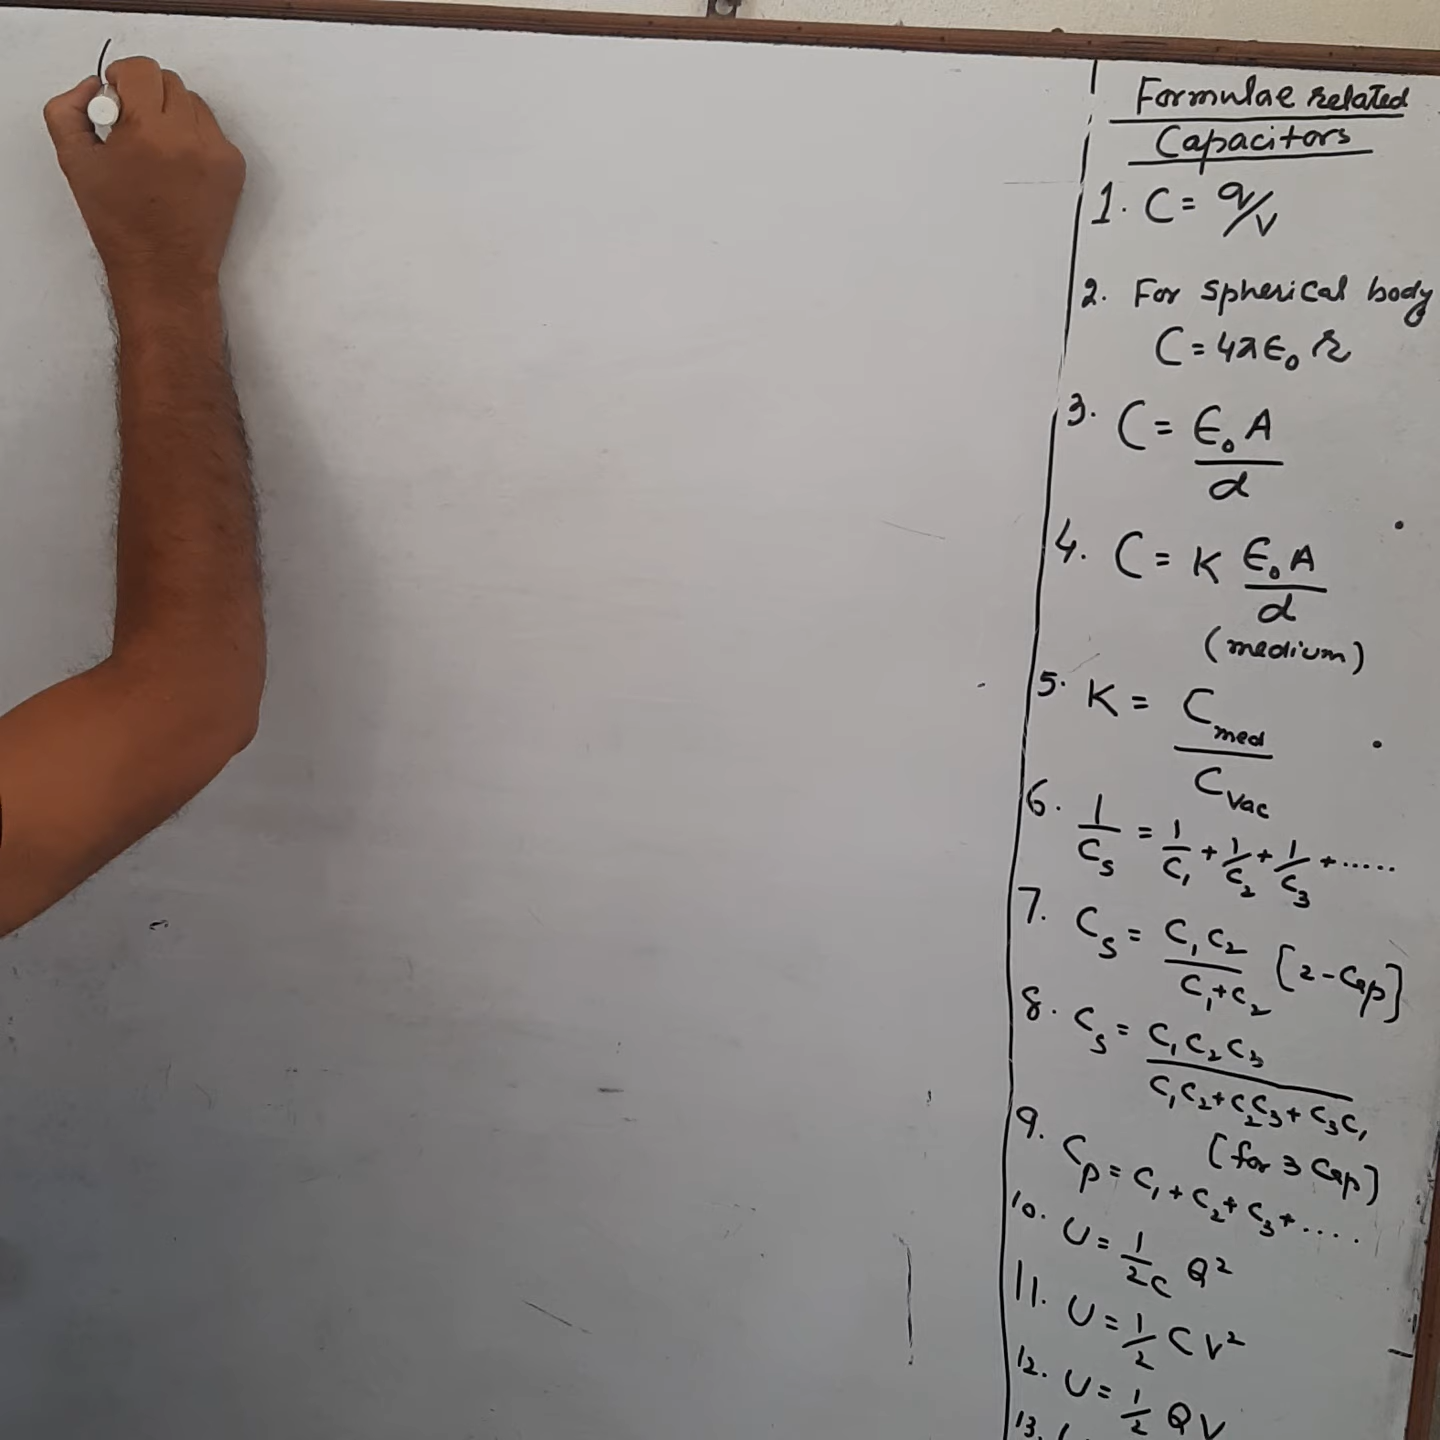 Formulae related
Capacitors
1. C = q/V
2. For spherical body
C = 4πε₀ r
3. C = ε₀A/d
4. C = K ε₀A/d
(medium)
5. K = C_med/C_vac
6. 1/C_s = 1/C₁ + 1/C₂ + 1/C₃ + .....
7. C_s = C₁C₂/C₁+C₂ [2-Cap]
8. C_s = C₁C₂C₃/C₁C₂+C₂C₃+C₃C₁
[for 3 Cap]
9. C_p = C₁ + C₂ + C₃ + ....
10. U = 1/2C Q²
11. U = 1/2 C V²
12. U = 1/2 QV
13.